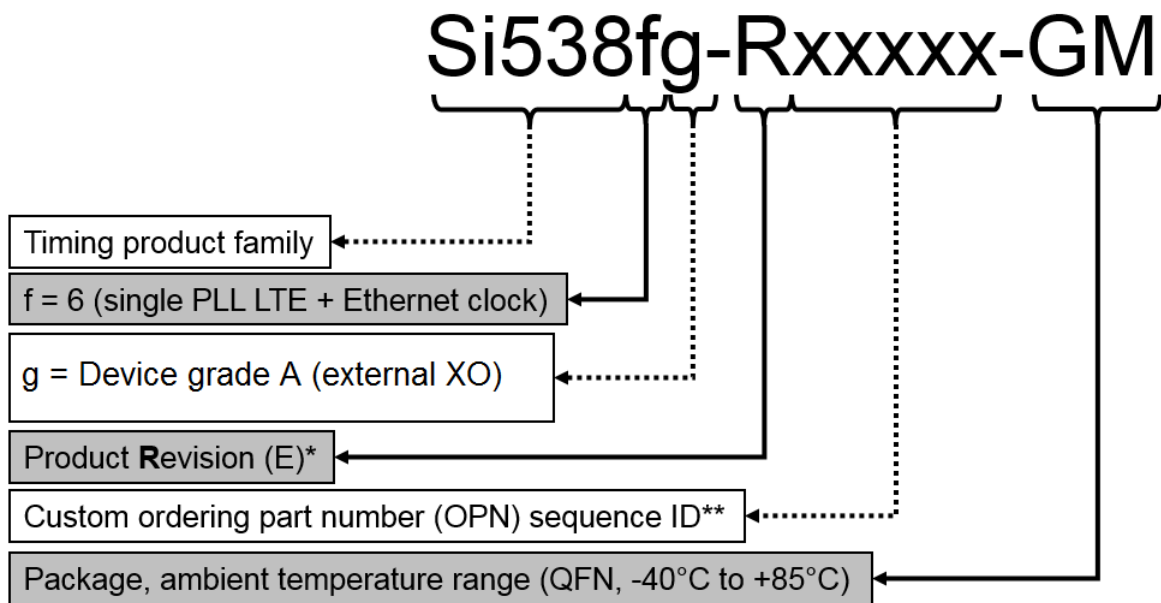 Si538fg-Rxxxxx-GM
Timing product family
f = 6 (single PLL LTE + Ethernet clock)
g = Device grade A (external XO)
Product Revision (E)*
Custom ordering part number (OPN) sequence ID**
Package, ambient temperature range (QFN, -40°C to +85°C)